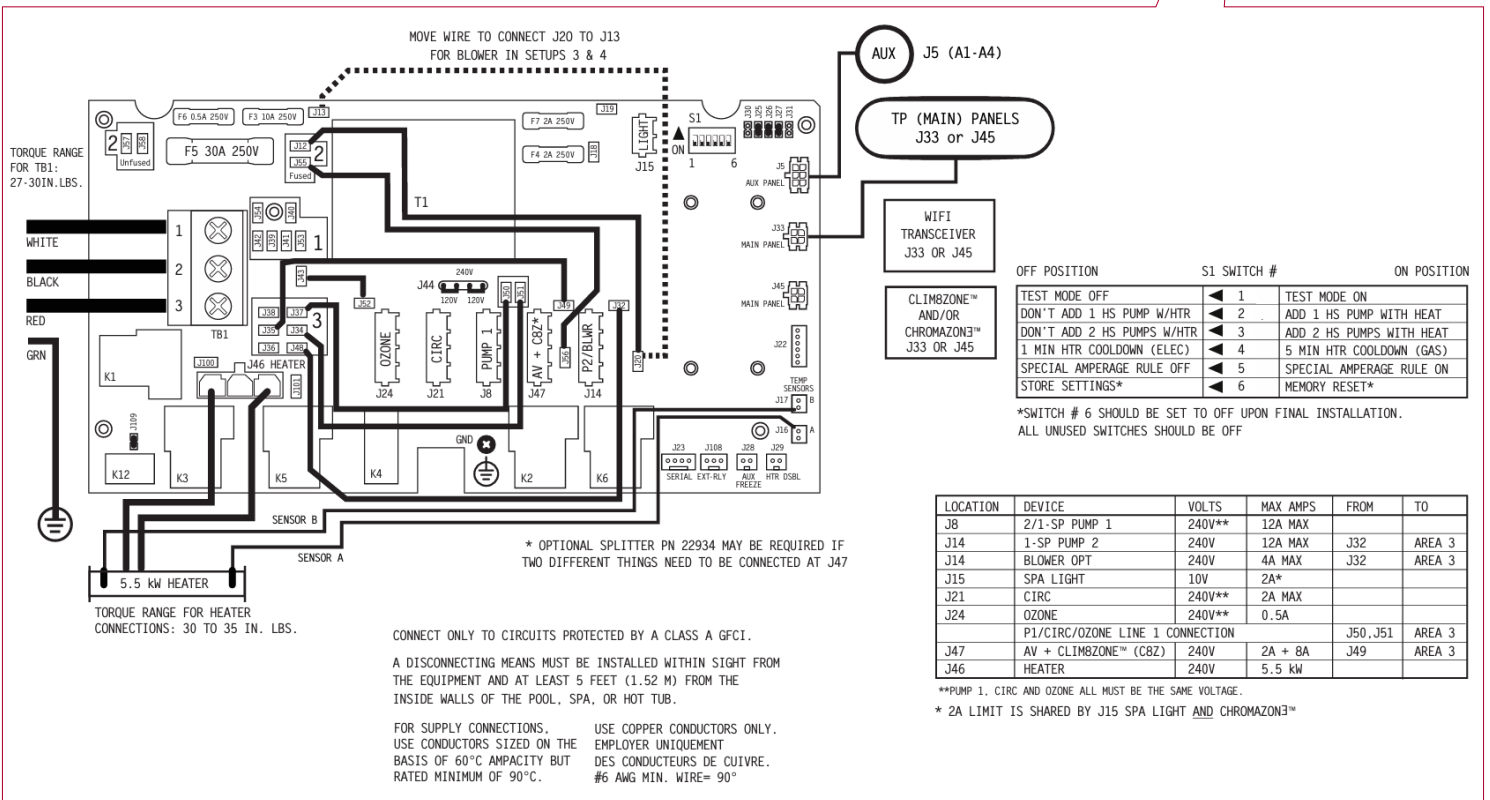 MOVE WIRE TO CONNECT J20 TO J13
FOR BLOWER IN SETUPS 3 & 4
AUX
J5 (A1-A4)
TP (MAIN) PANELS
J33 or J45
WIFI
TRANSCEIVER
J33 OR J45
CLIM8ZONE™
AND/OR
CHROMAZONƎ™
J33 OR J45
TORQUE RANGE
FOR TB1:
27-30IN.LBS.
WHITE
BLACK
RED
GRN
2
J57
J58
Unfused
F6 0.5A 250V
F3 10A 250V
J13
F5 30A 250V
J12
J55
2
Fused
T1
F7 2A 250V
F4 2A 250V
J19
J18
LIGHT
J15
S1
ON
1
6
J30
J25
J26
J27
J31
J5
AUX PANEL
J33
MAIN PANEL
J45
MAIN PANEL
J22
TEMP
SENSORS
J17
B
J16
A
1
2
3
TB1
J54
J40
J42
J39
J41
J53
1
J43
J52
J38
J37
J35
J34
J36
J48
3
240V
J44
120V
120V
J50
J51
J49
J32
J56
J20
OZONE
J24
CIRC
J21
PUMP 1
J8
AV + C8Z*
J47
P2/BLWR
J14
K1
J100
J46 HEATER
J101
J109
K12
K3
K5
K4
GND
K2
K6
J23
SERIAL
J108
EXT-RLY
J28
AUX
FREEZE
J29
HTR DSBL
SENSOR B
SENSOR A
5.5 kW HEATER
TORQUE RANGE FOR HEATER
CONNECTIONS: 30 TO 35 IN. LBS.
* OPTIONAL SPLITTER PN 22934 MAY BE REQUIRED IF
TWO DIFFERENT THINGS NEED TO BE CONNECTED AT J47
CONNECT ONLY TO CIRCUITS PROTECTED BY A CLASS A GFCI.
A DISCONNECTING MEANS MUST BE INSTALLED WITHIN SIGHT FROM
THE EQUIPMENT AND AT LEAST 5 FEET (1.52 M) FROM THE
INSIDE WALLS OF THE POOL, SPA, OR HOT TUB.
FOR SUPPLY CONNECTIONS,
USE CONDUCTORS SIZED ON THE
BASIS OF 60°C AMPACITY BUT
RATED MINIMUM OF 90°C.
USE COPPER CONDUCTORS ONLY.
EMPLOYER UNIQUEMENT
DES CONDUCTEURS DE CUIVRE.
#6 AWG MIN. WIRE= 90°
OFF POSITION S1 SWITCH # ON POSITION
TEST MODE OFF ◄ 1 TEST MODE ON
DON'T ADD 1 HS PUMP W/HTR ◄ 2 ADD 1 HS PUMP WITH HEAT
DON'T ADD 2 HS PUMPS W/HTR ◄ 3 ADD 2 HS PUMPS WITH HEAT
1 MIN HTR COOLDOWN (ELEC) ◄ 4 5 MIN HTR COOLDOWN (GAS)
SPECIAL AMPERAGE RULE OFF ◄ 5 SPECIAL AMPERAGE RULE ON
STORE SETTINGS* ◄ 6 MEMORY RESET*
*SWITCH # 6 SHOULD BE SET TO OFF UPON FINAL INSTALLATION.
ALL UNUSED SWITCHES SHOULD BE OFF
LOCATION DEVICE VOLTS MAX AMPS FROM TO
J8 2/1-SP PUMP 1 240V** 12A MAX
J14 1-SP PUMP 2 240V 12A MAX J32 AREA 3
J14 BLOWER OPT 240V 4A MAX J32 AREA 3
J15 SPA LIGHT 10V 2A*
J21 CIRC 240V** 2A MAX
J24 OZONE 240V** 0.5A
P1/CIRC/OZONE LINE 1 CONNECTION J50,J51 AREA 3
J47 AV + CLIM8ZONE™ (C8Z) 240V 2A + 8A J49 AREA 3
J46 HEATER 240V 5.5 kW
**PUMP 1, CIRC AND OZONE ALL MUST BE THE SAME VOLTAGE.
* 2A LIMIT IS SHARED BY J15 SPA LIGHT AND CHROMAZONƎ™